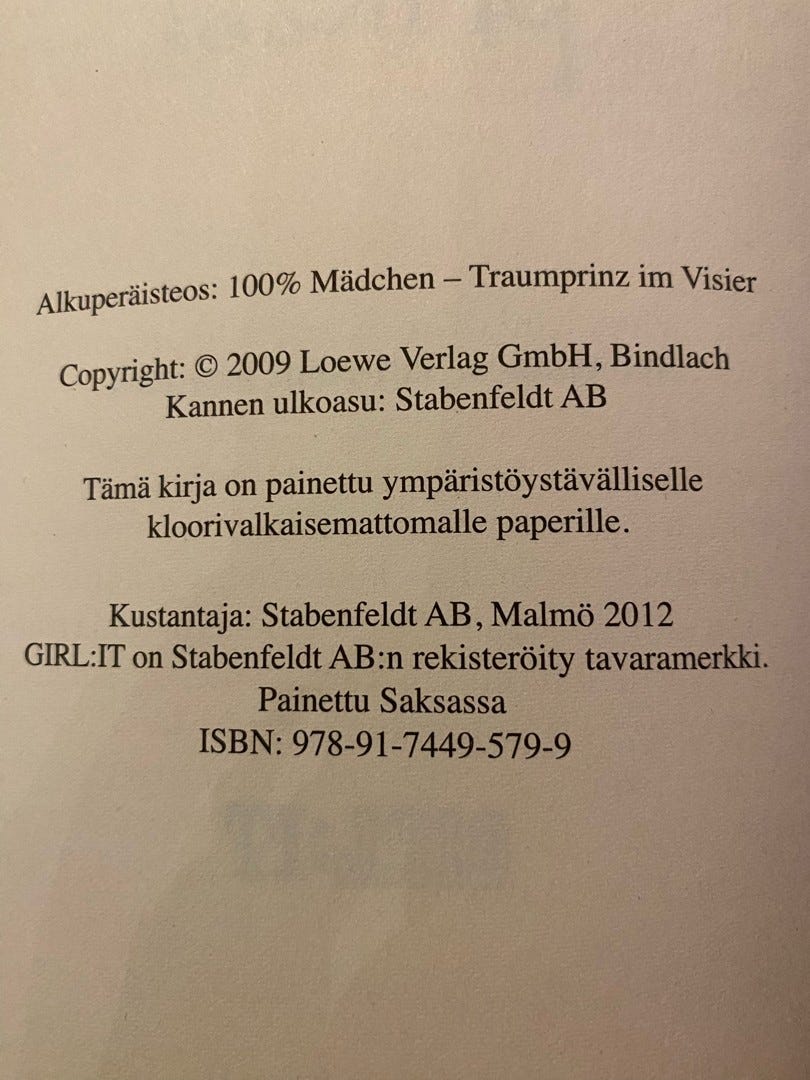 Alkuperäisteos: 100% Mädchen – Traumprinz im Visier
Copyright: © 2009 Loewe Verlag GmbH, Bindlach
Kannen ulkoasu: Stabenfeldt AB
Tämä kirja on painettu ympäristöystävälliselle
kloorivalkaisemattomalle paperille.
Kustantaja: Stabenfeldt AB, Malmö 2012
GIRL:IT on Stabenfeldt AB:n rekisteröity tavaramerkki.
Painettu Saksassa
ISBN: 978-91-7449-579-9